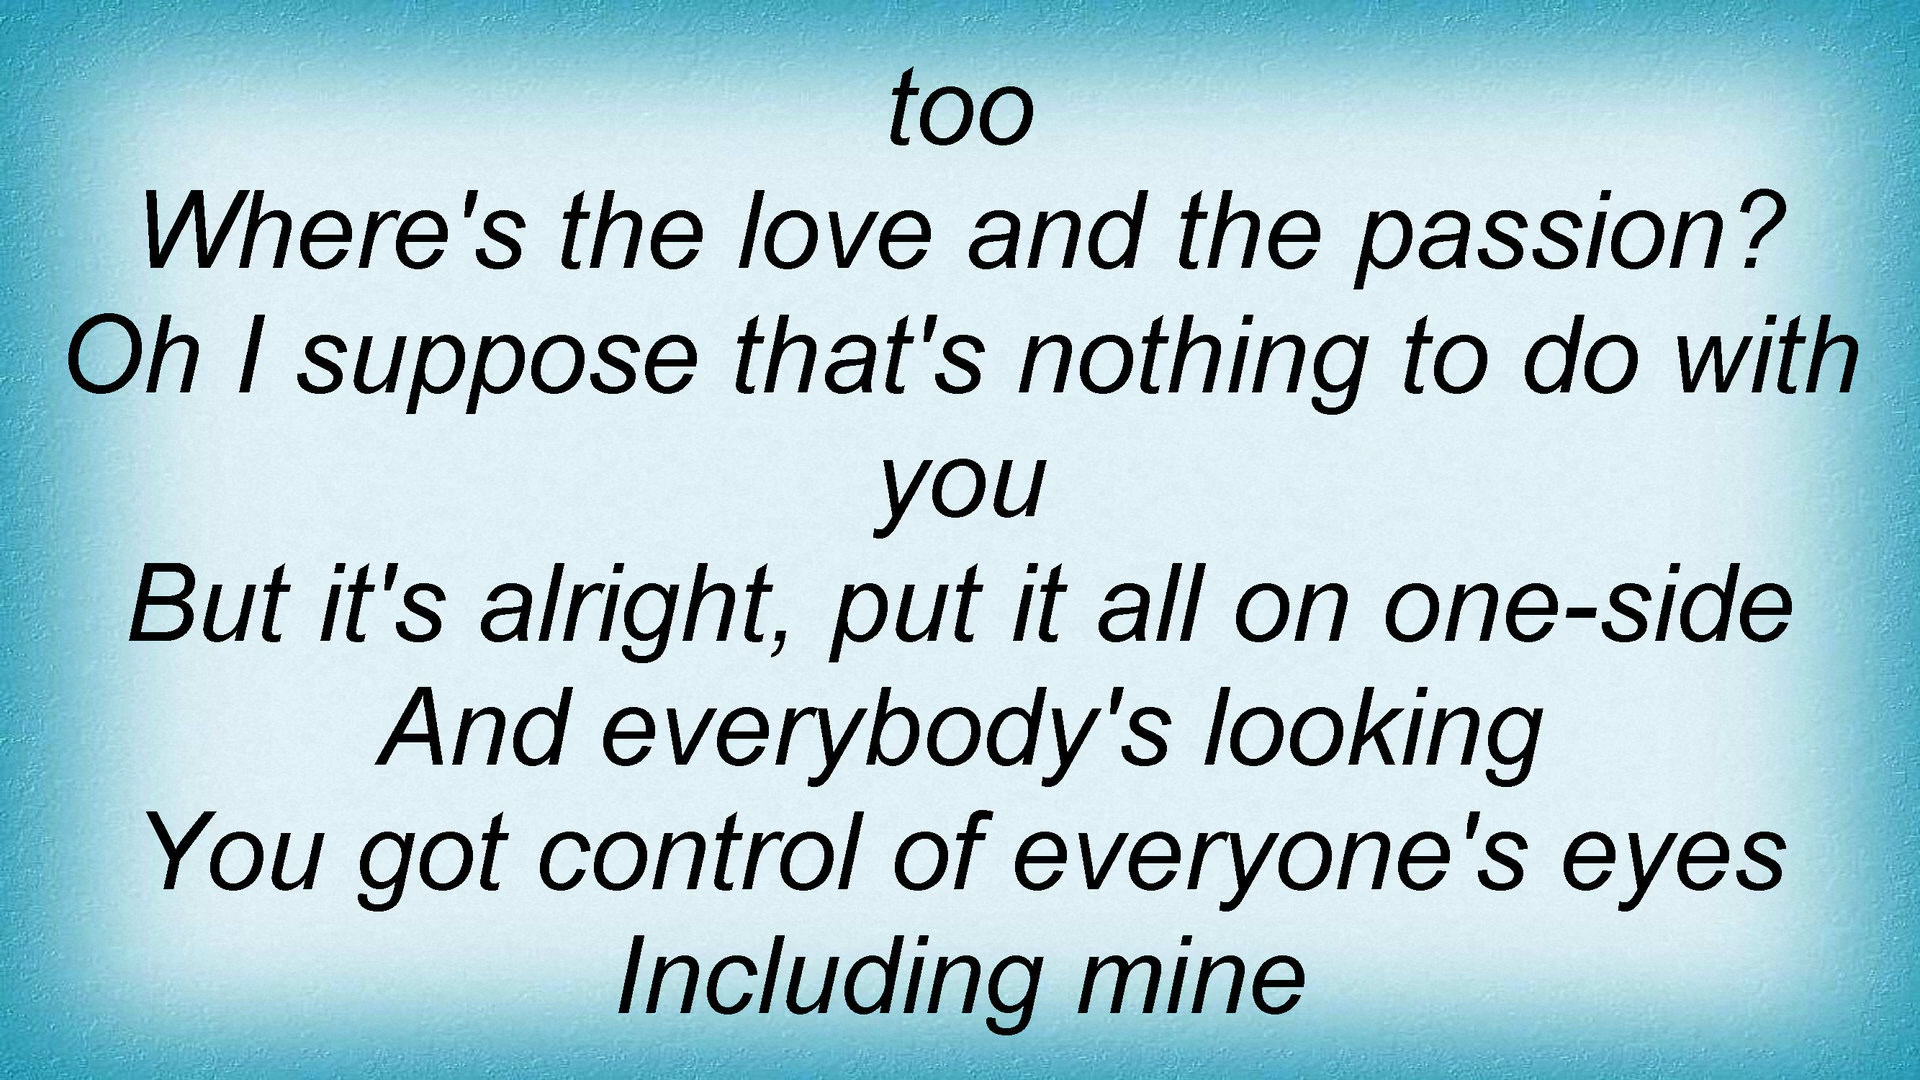 too
Where's the love and the passion?
Oh I suppose that's nothing to do with
you
But it's alright, put it all on one-side
And everybody's looking
You got control of everyone's eyes
Including mine